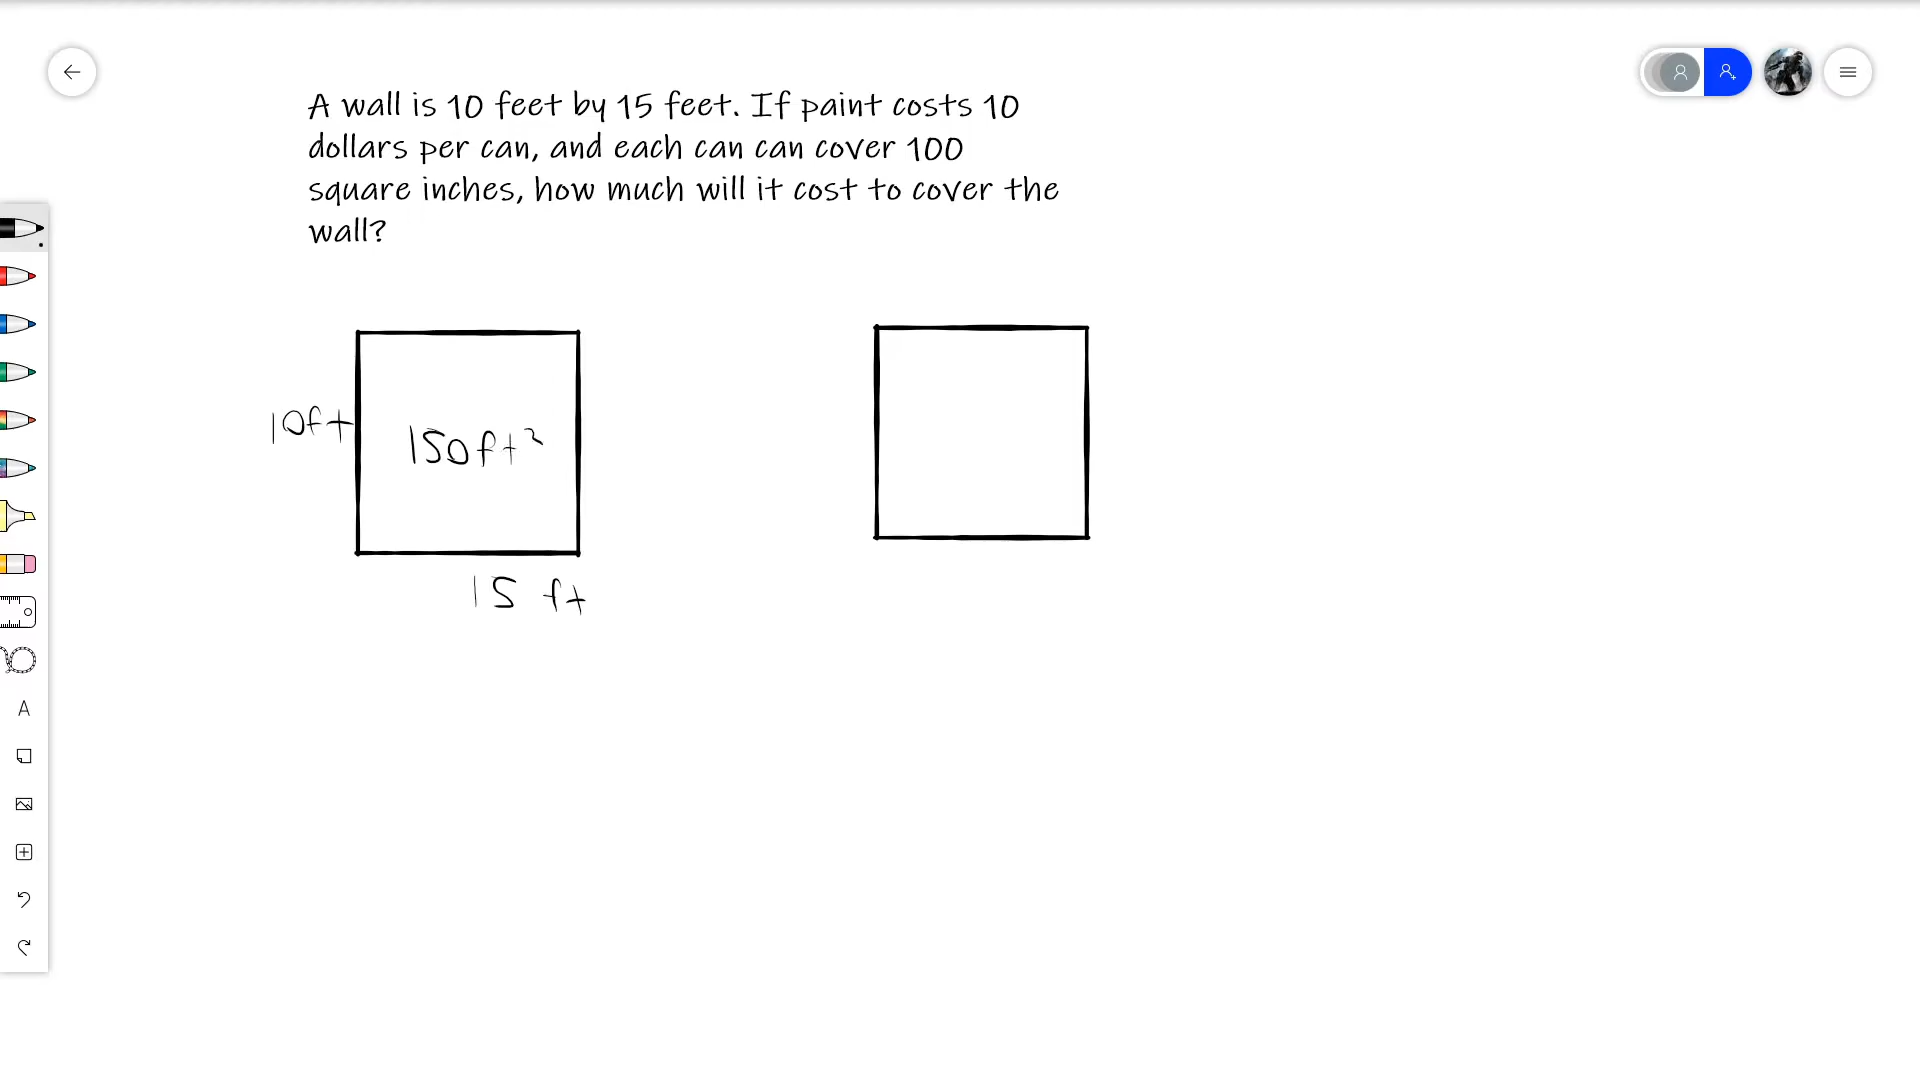 A wall is 10 feet by 15 feet. If paint costs 10
dollars per can, and each can can cover 100
square inches, how much will it cost to cover the
wall?
10ft
150ft²
15 ft
A